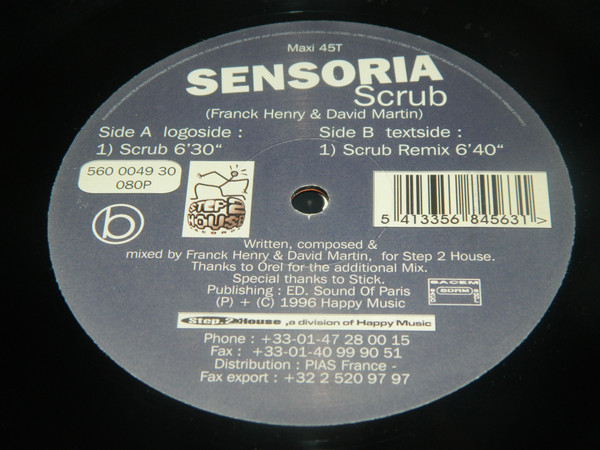 Maxi 45T
SENSORIA
Scrub
(Franck Henry & David Martin)
Side A logoside :
1) Scrub 6'30"
Side B textside :
1) Scrub Remix 6'40"
560 0049 30
080P
STEP 2
HOUSE
RECORDS
b
5 413356 845631 >
Written, composed &
mixed by Franck Henry & David Martin, for Step 2 House.
Thanks to Orel for the additional Mix.
Special thanks to Stick.
Publishing : ED. Sound Of Paris
(P) + (C) 1996 Happy Music
SACEM
SDRM
Step.2.House , a division of Happy Music
Phone : +33-01-47 28 00 15
Fax : +33-01-40 99 90 51
Distribution : PIAS France -
Fax export : +32 2 520 97 97